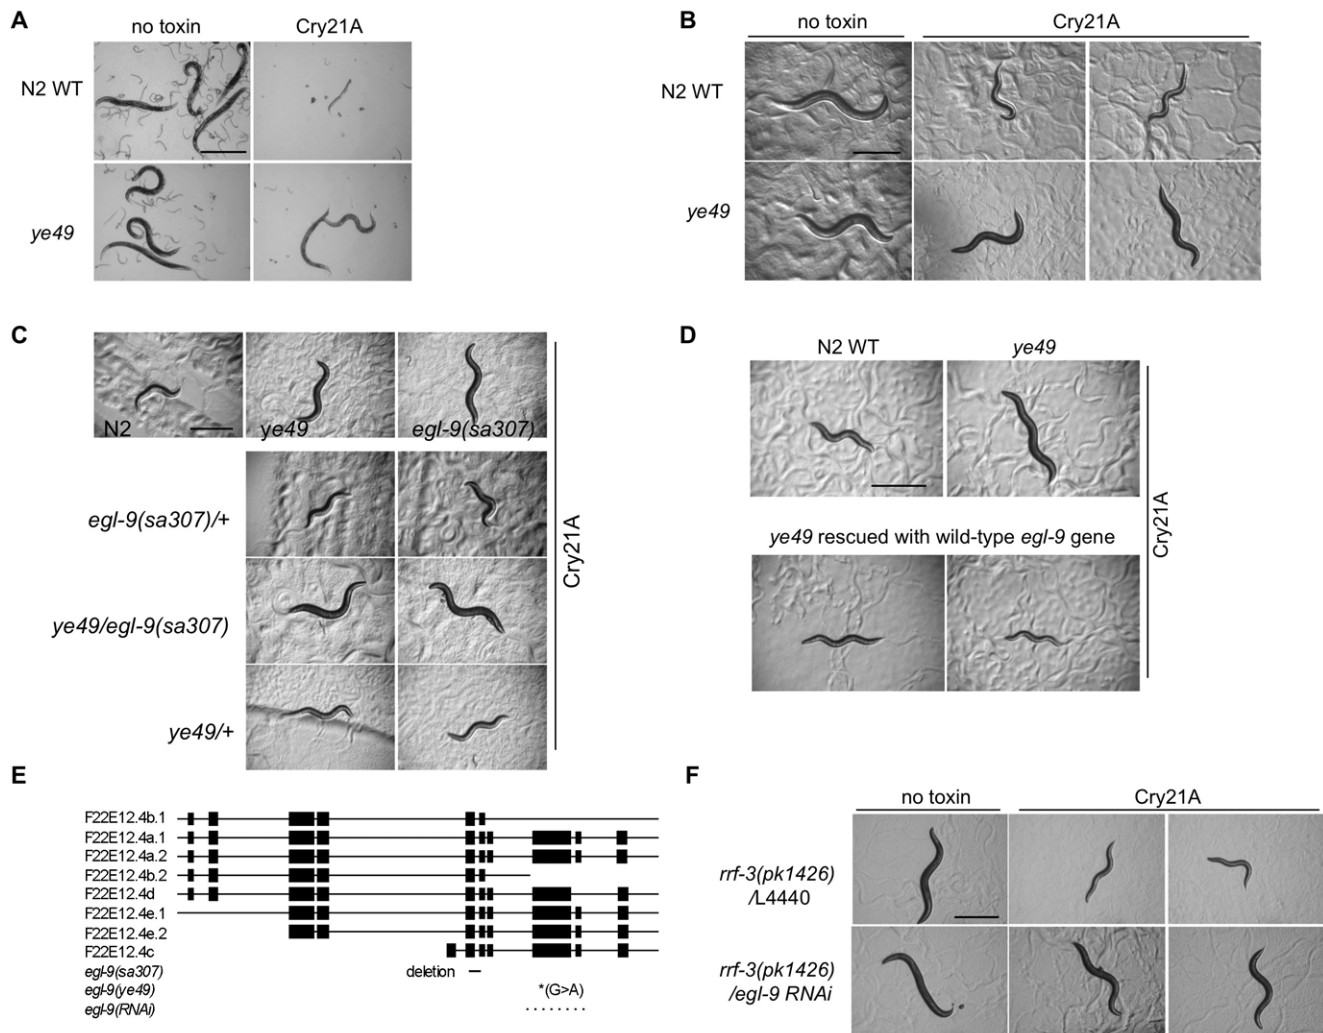 A
no toxin Cry21A
N2 WT
ye49
B
no toxin Cry21A
N2 WT
ye49
C
N2 ye49 egl-9(sa307)
egl-9(sa307)/+
ye49/egl-9(sa307)
ye49/+
Cry21A
D
N2 WT ye49
ye49 rescued with wild-type egl-9 gene
Cry21A
E
F22E12.4b.1
F22E12.4a.1
F22E12.4a.2
F22E12.4b.2
F22E12.4d
F22E12.4e.1
F22E12.4e.2
F22E12.4c
egl-9(sa307) deletion
egl-9(ye49) *(G>A)
egl-9(RNAi)
F
no toxin Cry21A
rrf-3(pk1426)
/L4440
rrf-3(pk1426)
/egl-9 RNAi